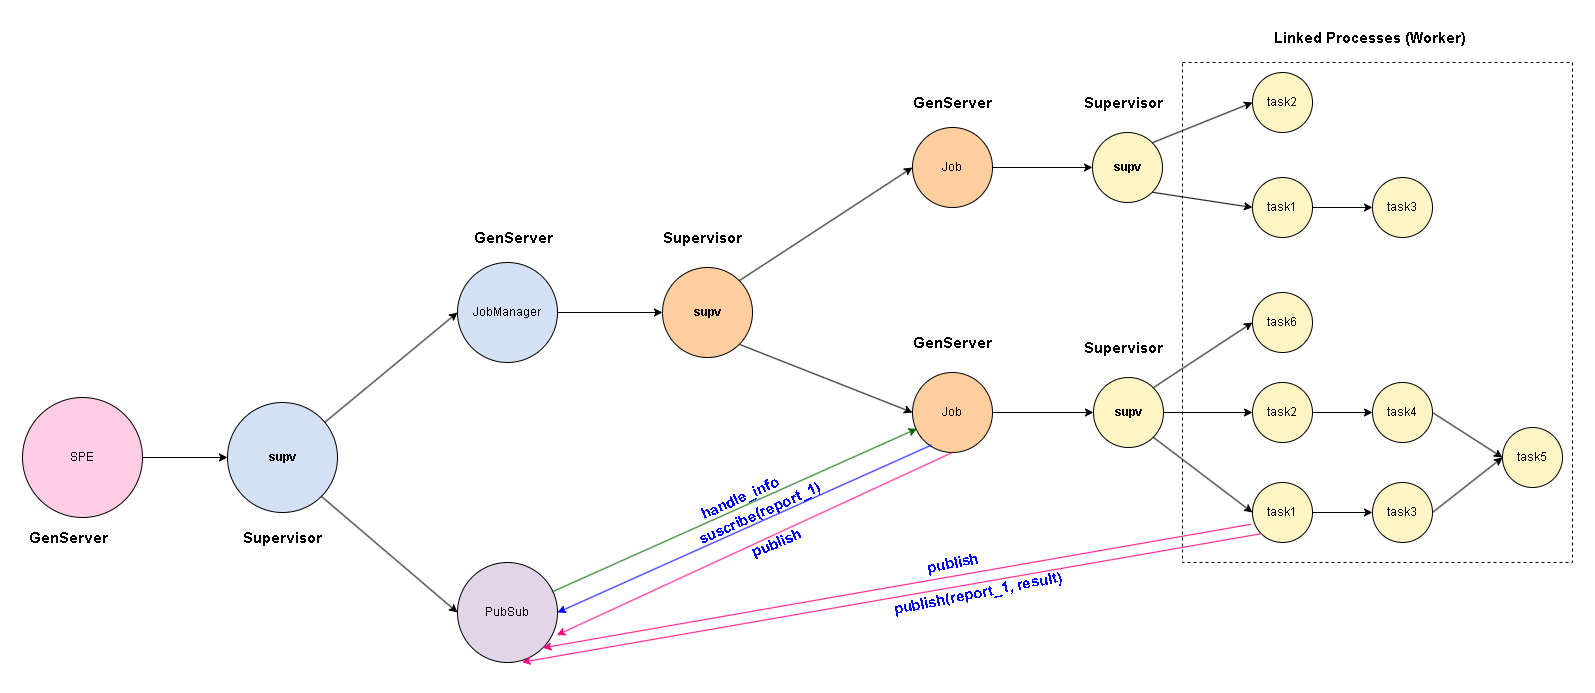 Linked Processes (Worker)
GenServer
Supervisor
task2
Job
supv
task1
task3
GenServer
Supervisor
JobManager
supv
GenServer
Supervisor
task6
Job
supv
task2
task4
SPE
supv
task5
GenServer
Supervisor
task1
task3
handle_info
suscribe(report_1)
publish
publish
publish(report_1, result)
PubSub